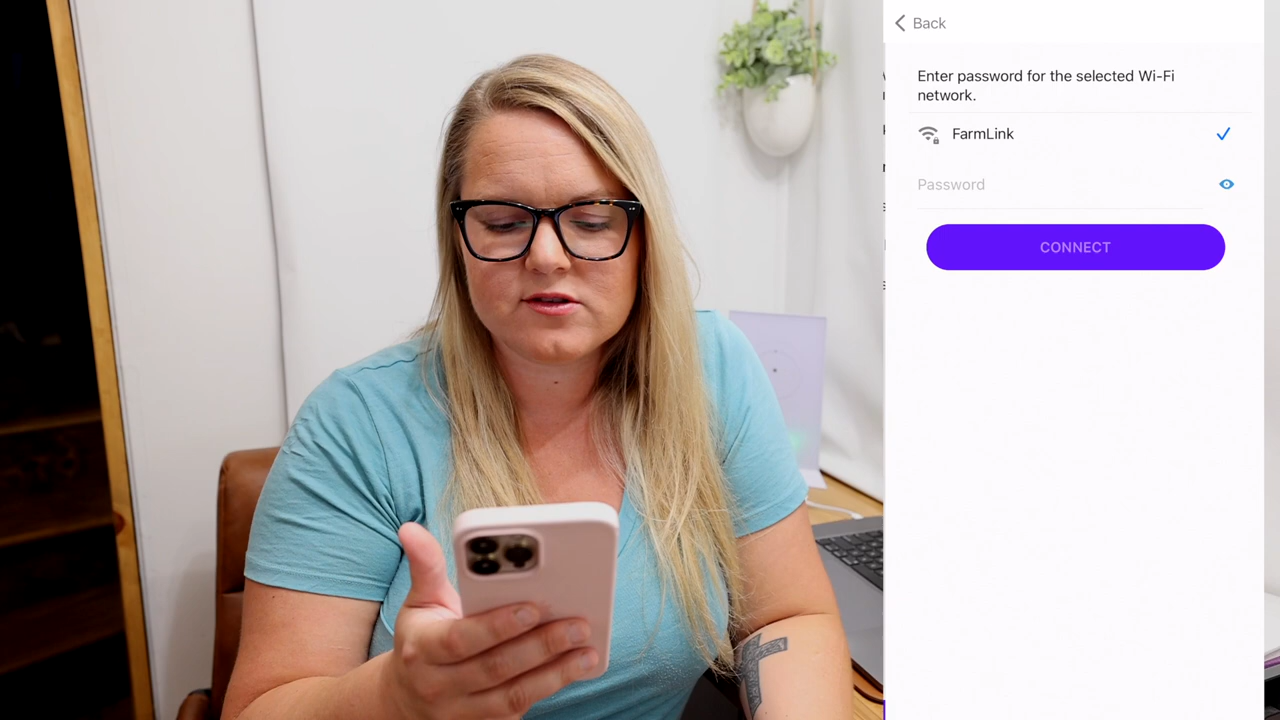 Back
Enter password for the selected Wi-Fi
network.
FarmLink
Password
CONNECT